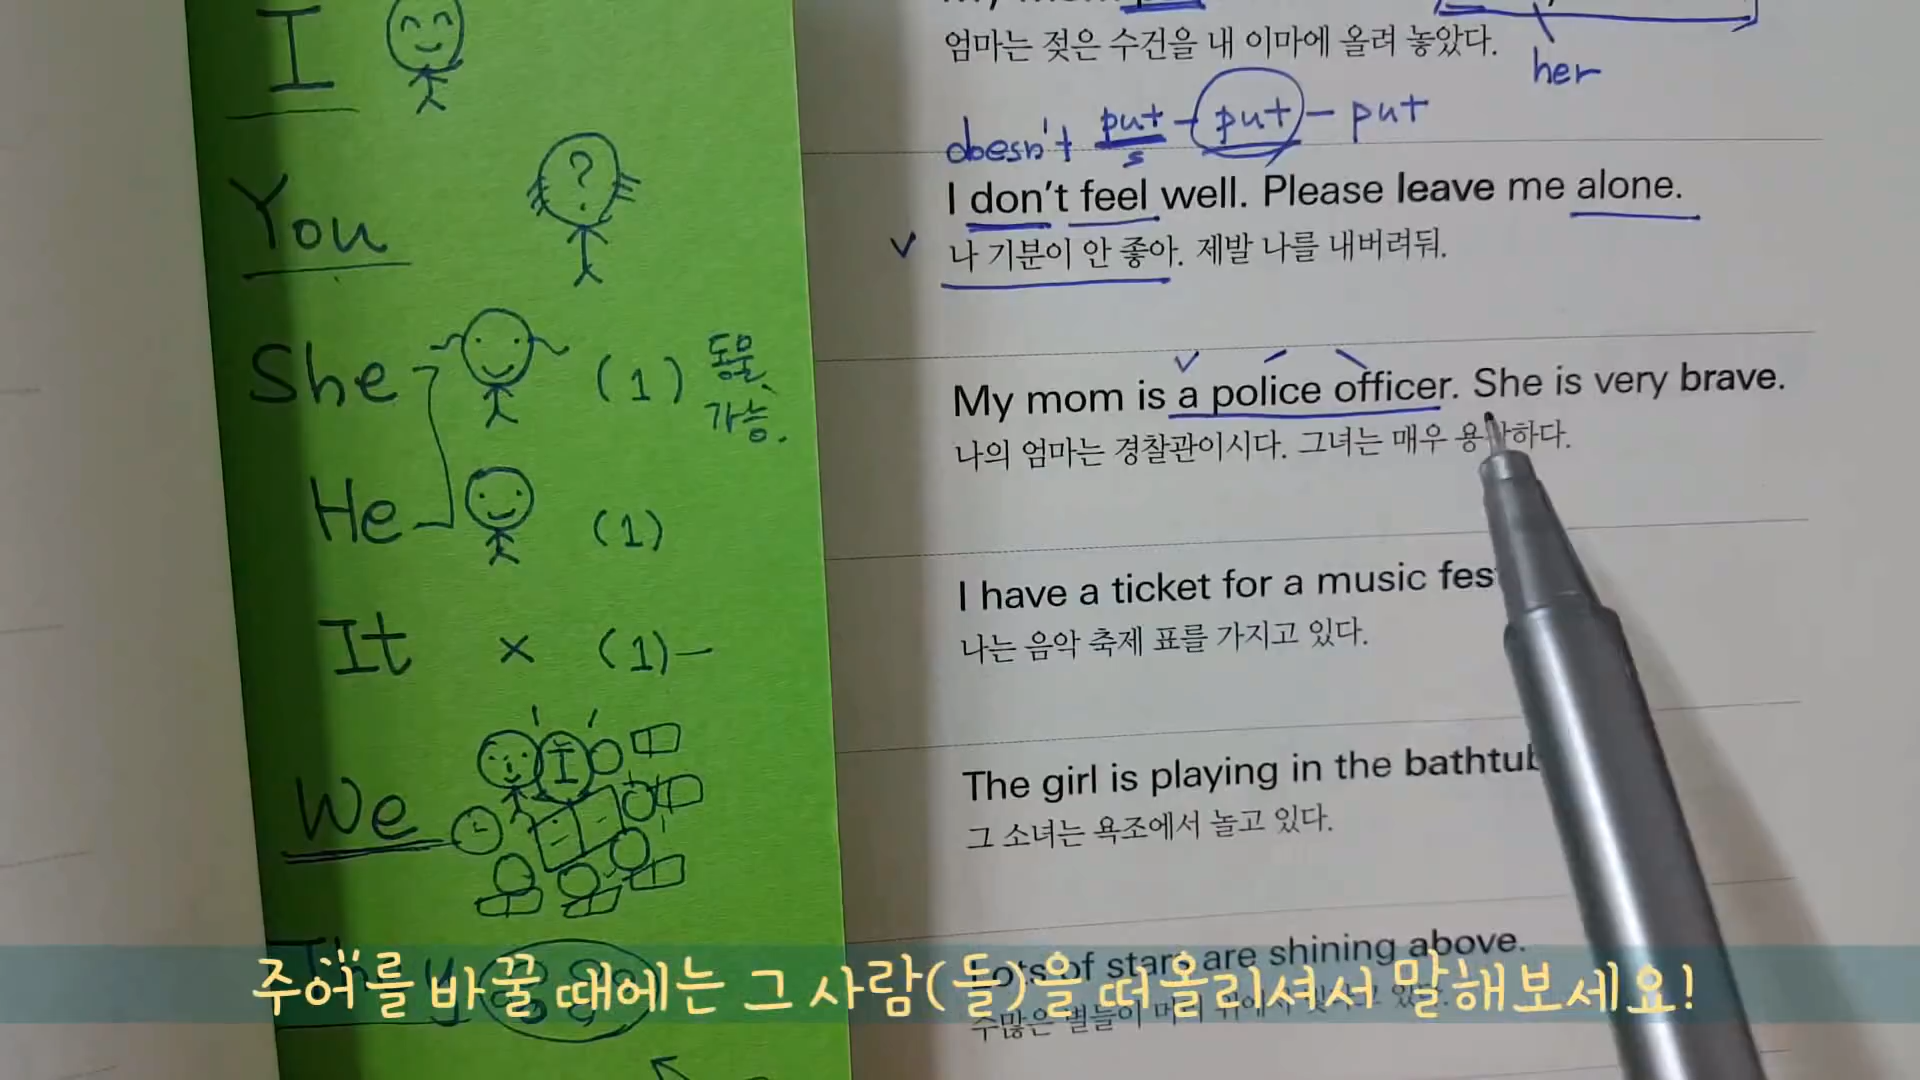 I
You
She (1) 동물, 가능.
He (1)
It × (1)
We
엄마는 젖은 수건을 내 이마에 올려 놓았다.
her
doesn't put - put - put
s
I don't feel well. Please leave me alone.
나 기분이 안 좋아. 제발 나를 내버려둬.
My mom is a police officer. She is very brave.
나의 엄마는 경찰관이시다. 그녀는 매우
I have a ticket for a music
나는 음악 축제 표를 가지고 있다.
The girl is playing in the
그 소녀는 욕조에서 놀고 있다.
of stars are shining above.
주어를 바꿀 때에는 그 사람(들)을 떠올리셔서 말해보세요!